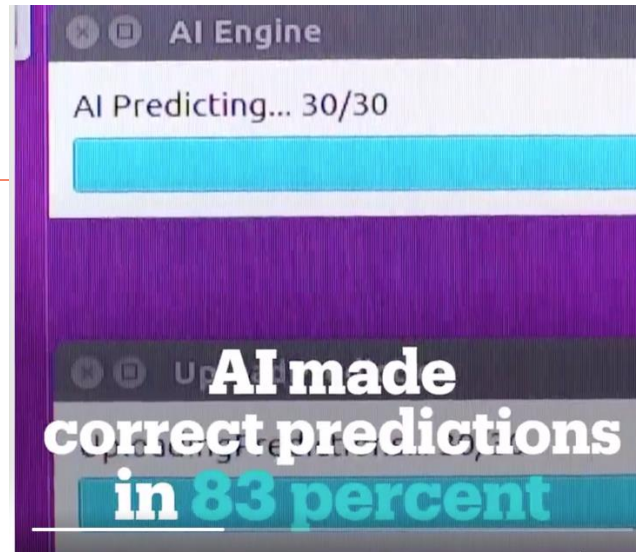 AI Engine
AI Predicting... 30/30
AI made
correct predictions
in 83 percent